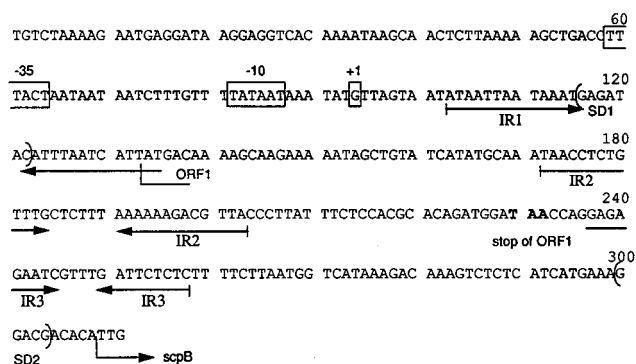 60
TGTCTAAAAG AATGAGGATA AGGAGGTCAC AAAATAAGCA ACTCTTAAAA AGCTGACCTT
-35 -10 +1 120
TACTAATAAT AATCTTTGTT TTATAATAAA TATGTTAGTAA ATATAATTAA TAAATGAGAT
IR1 SD1
180
ACATTTAATC ATTATGACAA AAGCAAGAAA AATAGCTGTA TCATATGCAA ATAACCTCTG
ORF1 IR2
240
TTTGCTCTTT AAAAAAGACG TTACCCTTAT TTCTCCACGC ACAGATGGAT AACCAGGAGA
IR2 stop of ORF1
300
GAATCGTTTG ATTCTCTCTT TTCTTAATGG TCATAAAGAC AAAGTCTCTC ATCATGAAAG
IR3 IR3
GACGACACATTG
SD2 scpB